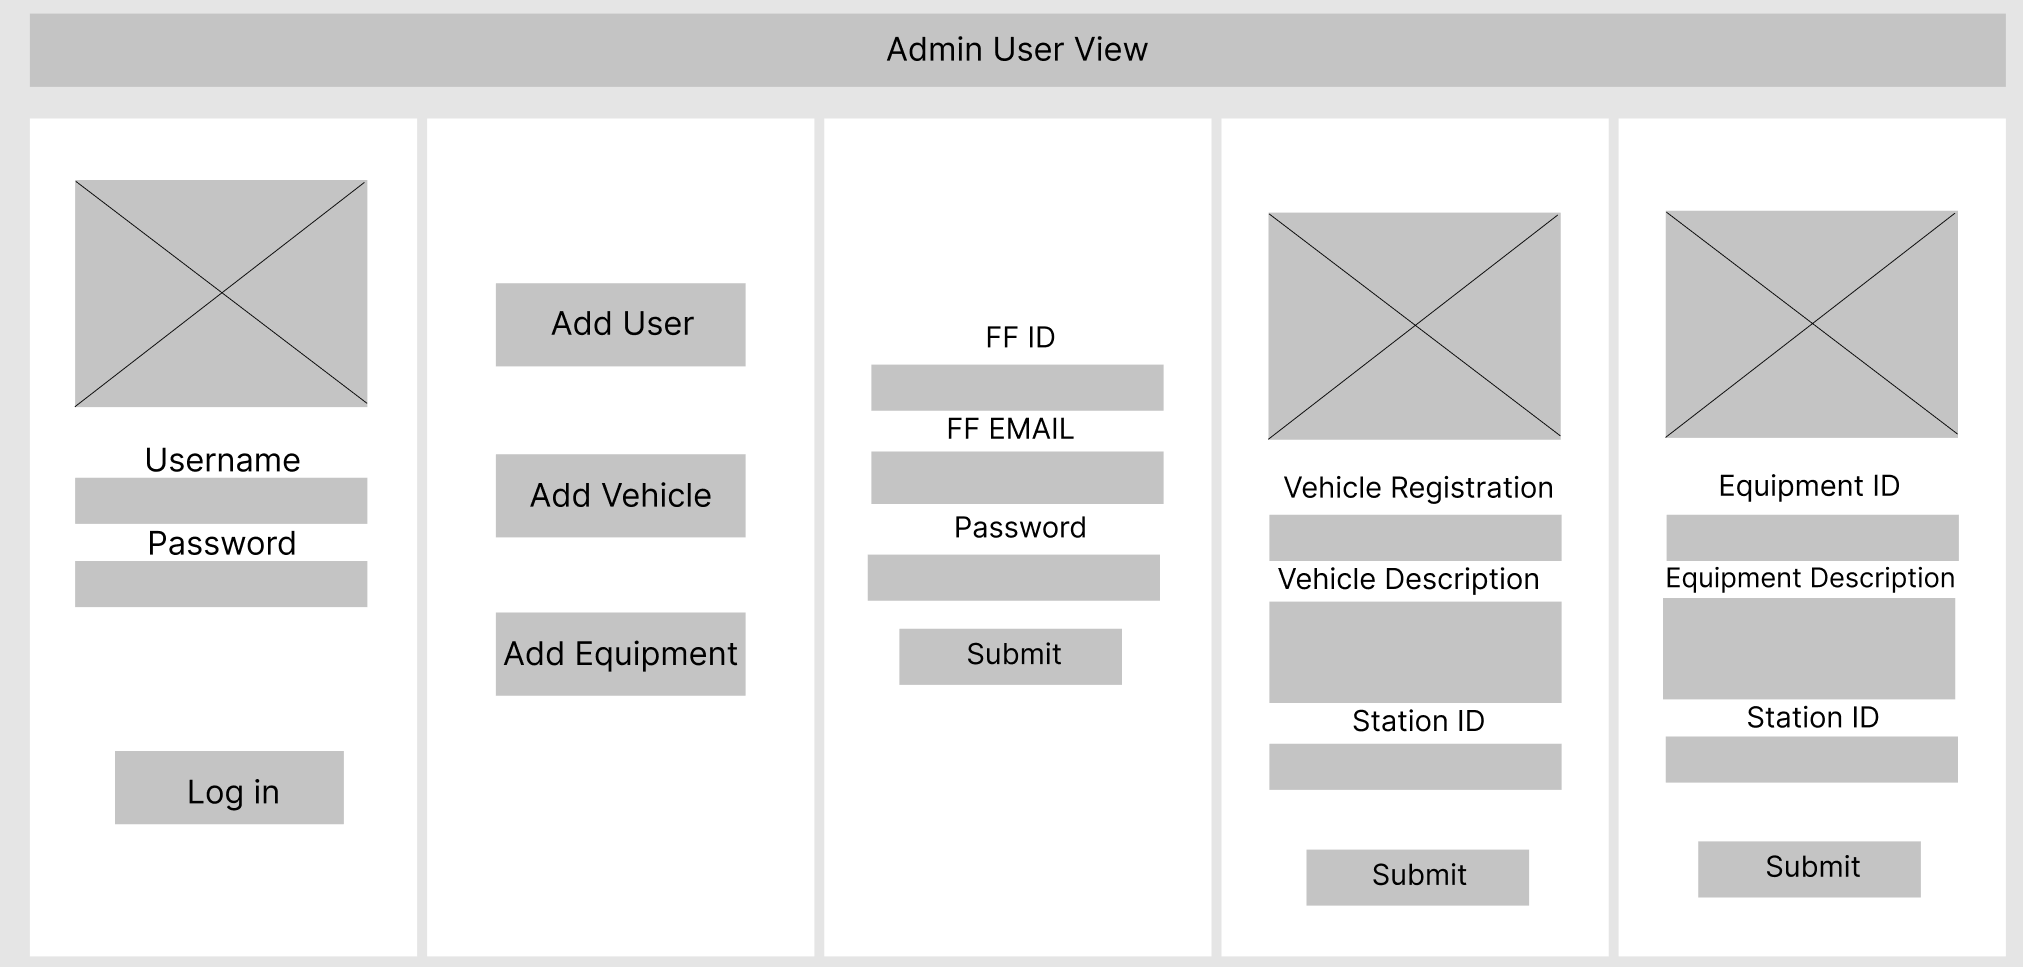 Admin User View
Username
Password
Log in
Add User
Add Vehicle
Add Equipment
FF ID
FF EMAIL
Password
Submit
Vehicle Registration
Vehicle Description
Station ID
Submit
Equipment ID
Equipment Description
Station ID
Submit